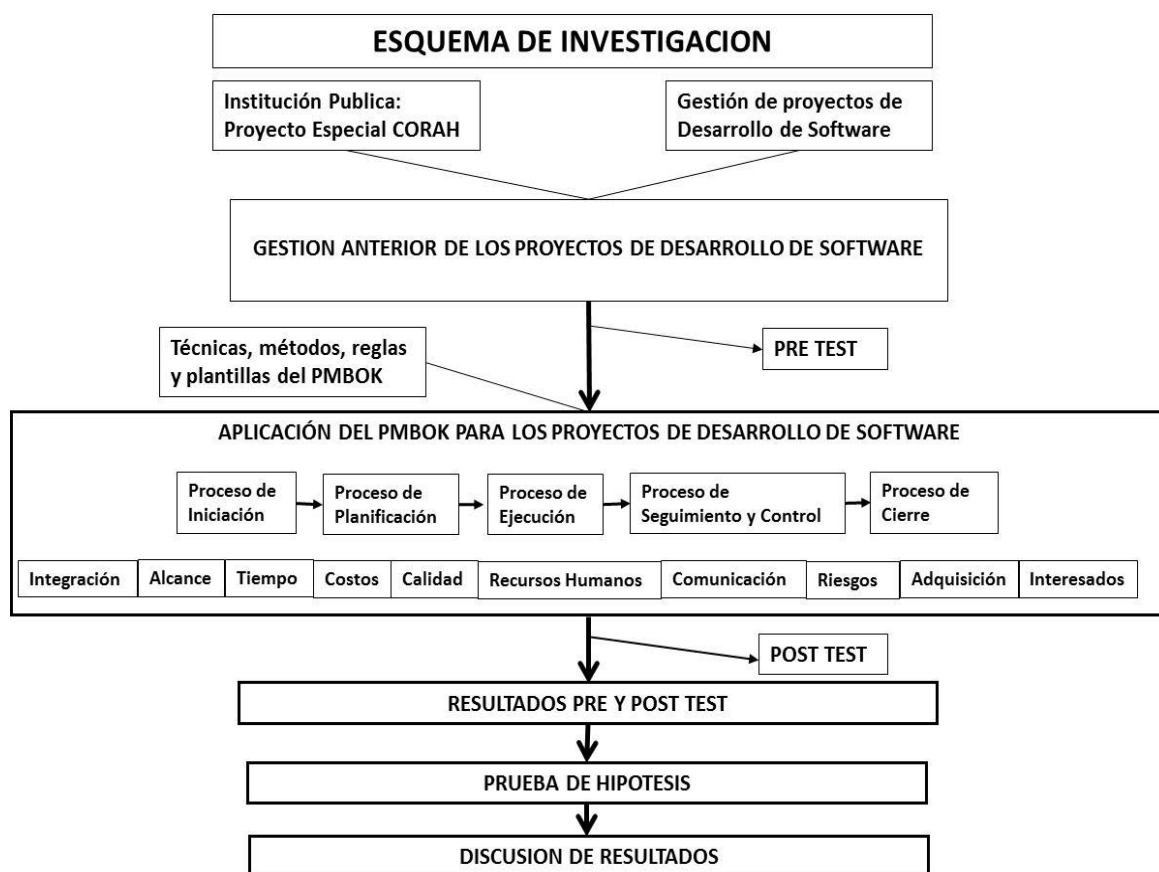 ESQUEMA DE INVESTIGACION
Institución Publica:
Proyecto Especial CORAH
Gestión de proyectos de
Desarrollo de Software
GESTION ANTERIOR DE LOS PROYECTOS DE DESARROLLO DE SOFTWARE
Técnicas, métodos, reglas
y plantillas del PMBOK
PRE TEST
APLICACIÓN DEL PMBOK PARA LOS PROYECTOS DE DESARROLLO DE SOFTWARE
Proceso de
Iniciación
Proceso de
Planificación
Proceso de
Ejecución
Proceso de
Seguimiento y Control
Proceso de
Cierre
Integración
Alcance
Tiempo
Costos
Calidad
Recursos Humanos
Comunicación
Riesgos
Adquisición
Interesados
POST TEST
RESULTADOS PRE Y POST TEST
PRUEBA DE HIPOTESIS
DISCUSION DE RESULTADOS